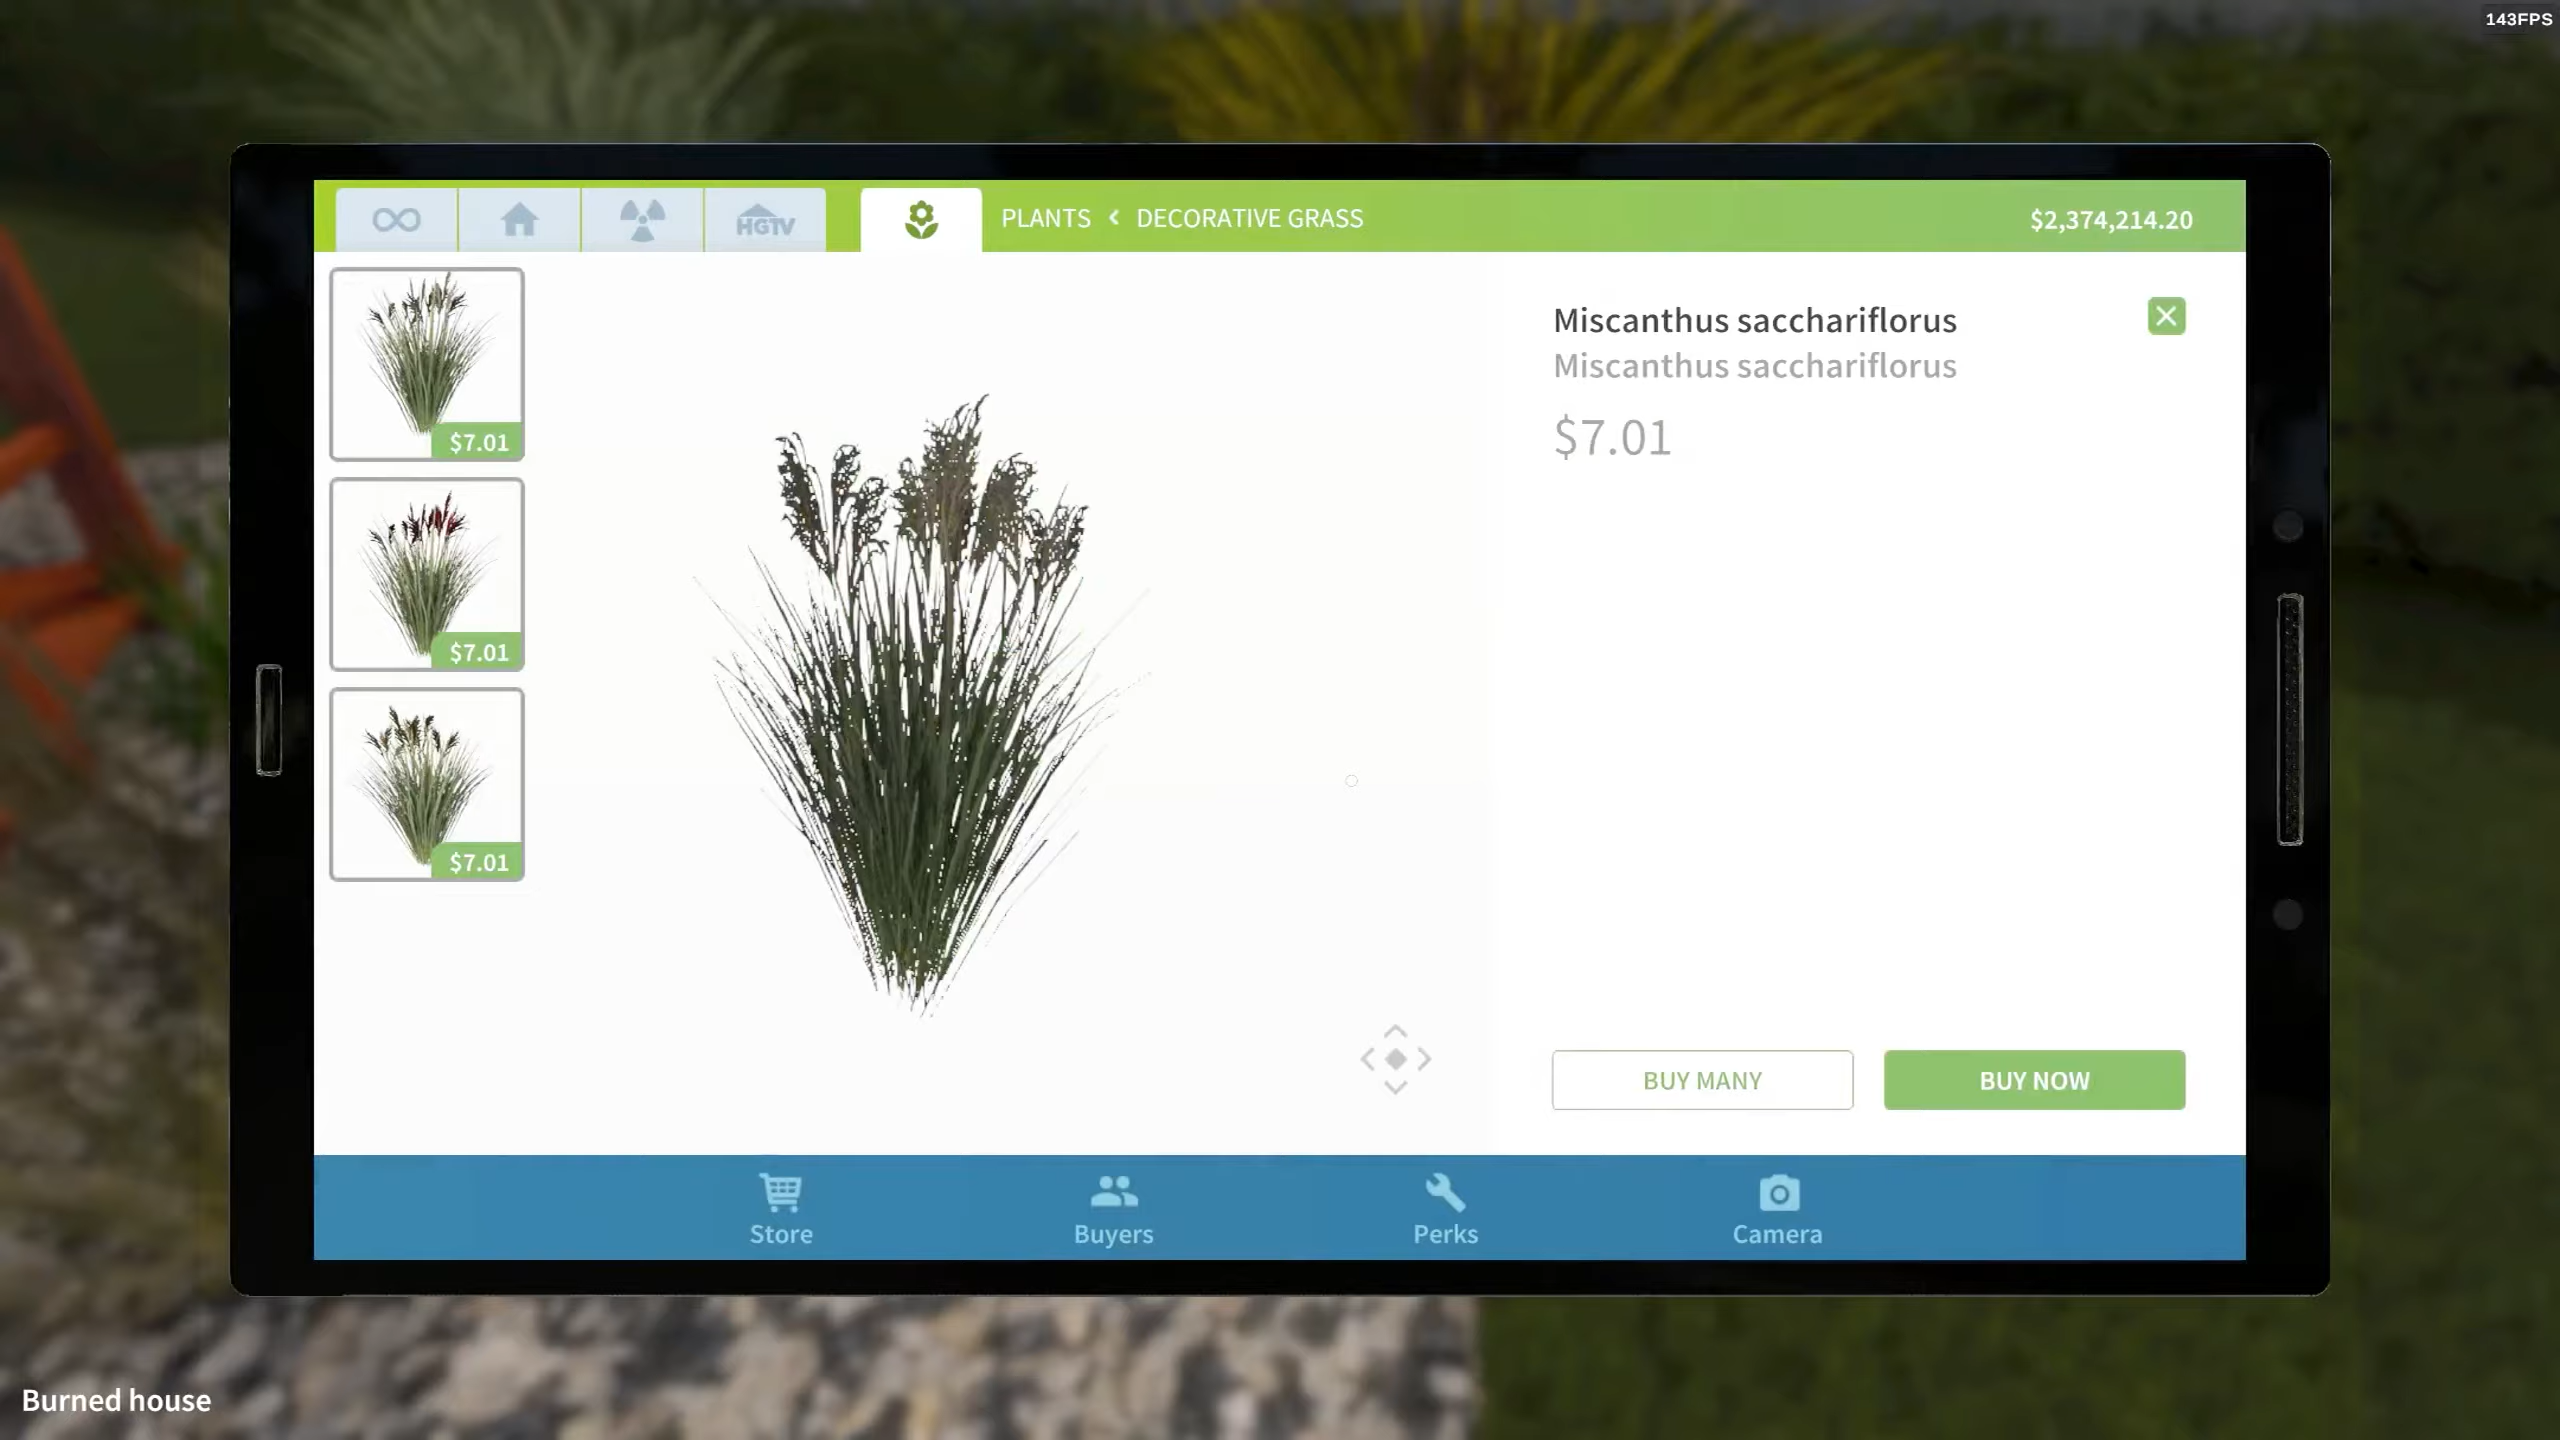 143FPS
HGTV
PLANTS < DECORATIVE GRASS
$2,374,214.20
Miscanthus sacchariflorus
Miscanthus sacchariflorus
$7.01
$7.01
$7.01
$7.01
BUY MANY
BUY NOW
Store
Buyers
Perks
Camera
Burned house